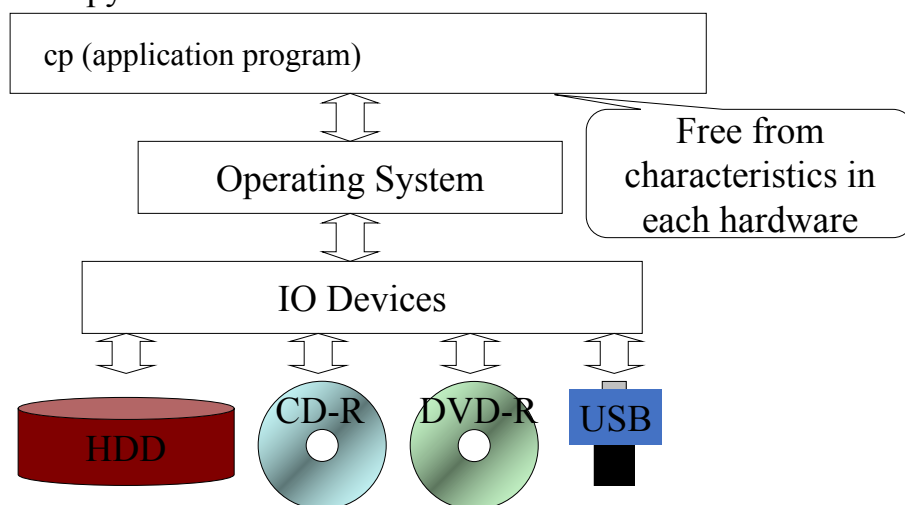 cp (application program)
Free from
characteristics in
each hardware
Operating System
IO Devices
HDD
CD-R
DVD-R
USB